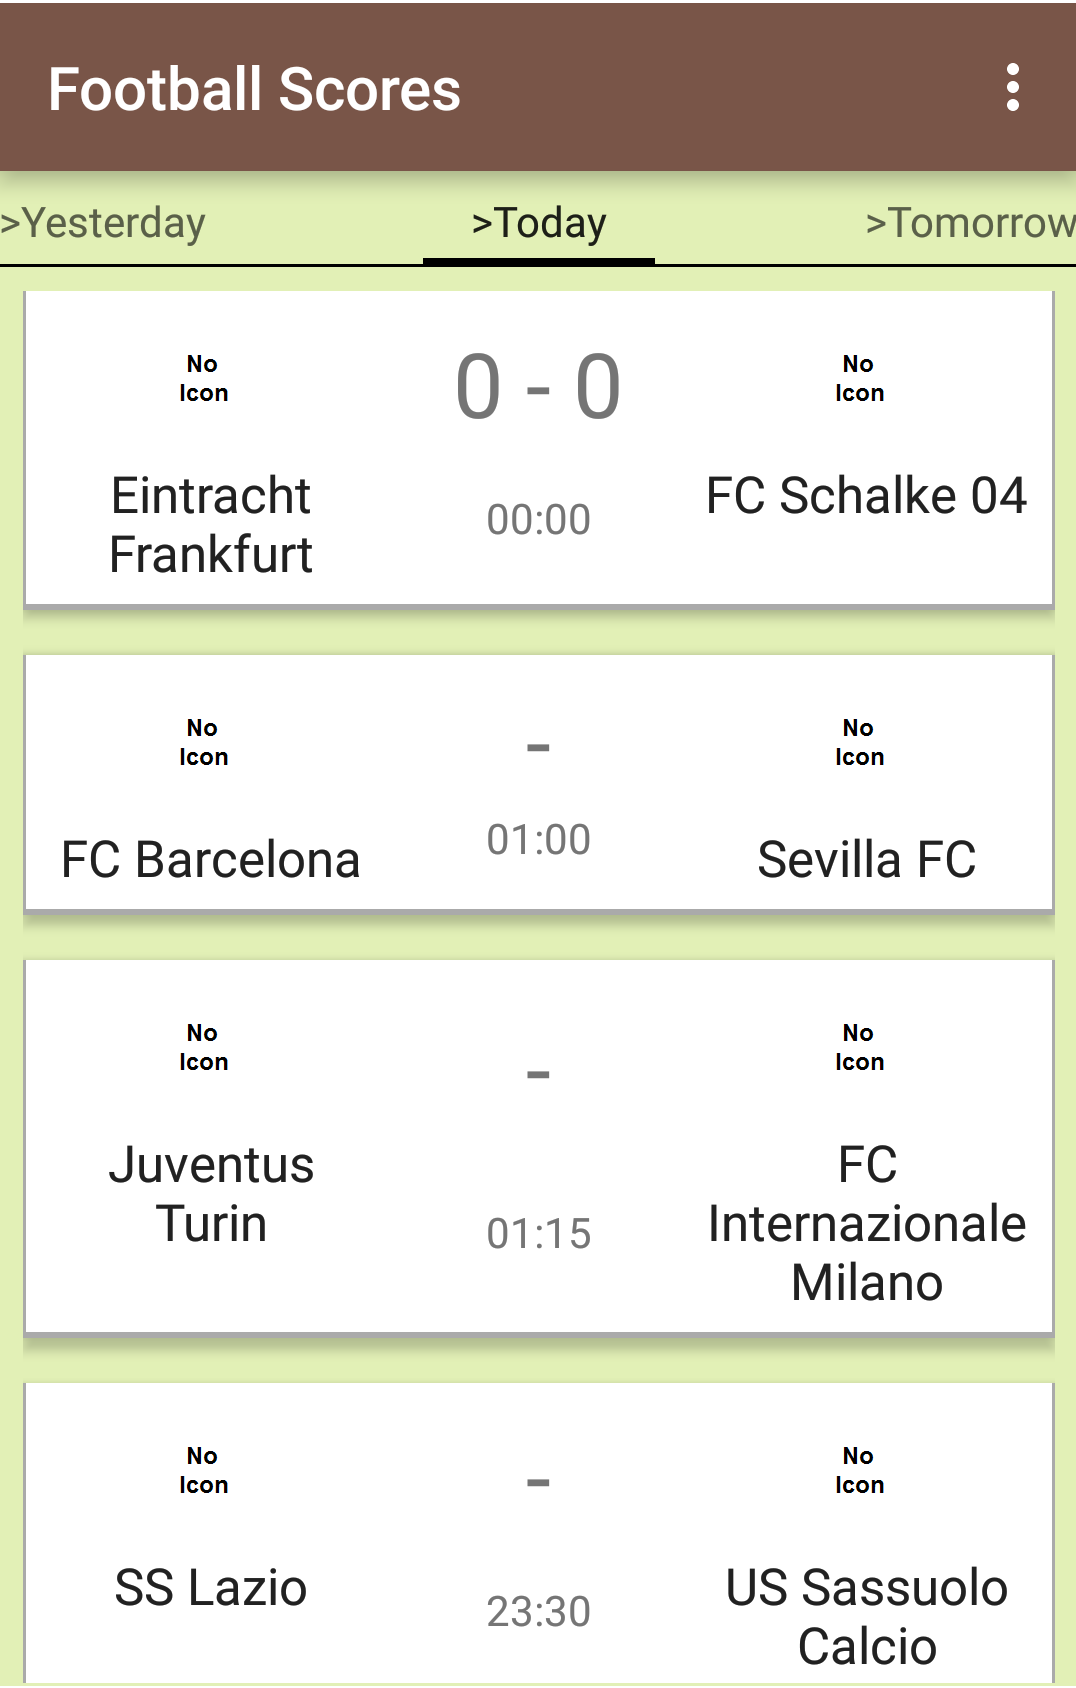 Football Scores
>Yesterday
>Today
>Tomorrow
No
Icon
0 - 0
No
Icon
Eintracht
Frankfurt
00:00
FC Schalke 04
No
Icon
-
No
Icon
FC Barcelona
01:00
Sevilla FC
No
Icon
-
No
Icon
Juventus
Turin
01:15
FC
Internazionale
Milano
No
Icon
-
No
Icon
SS Lazio
23:30
US Sassuolo
Calcio